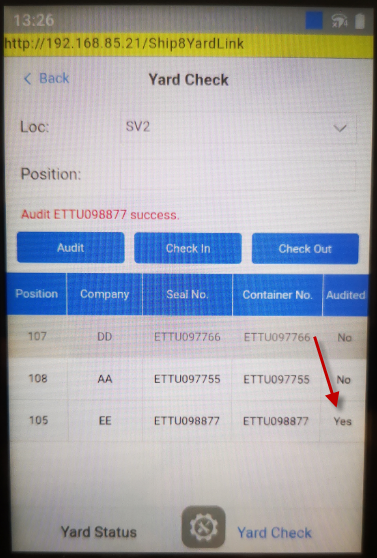 13:26
http://192.168.85.21/Ship8YardLink
Back Yard Check
Loc: SV2
Position:
Audit ETTU098877 success.
Audit Check In Check Out
Position Company Seal No. Container No. Audited
107 DD ETTU097766 ETTU097766 No
108 AA ETTU097755 ETTU097755 No
105 EE ETTU098877 ETTU098877 Yes
Yard Status Yard Check